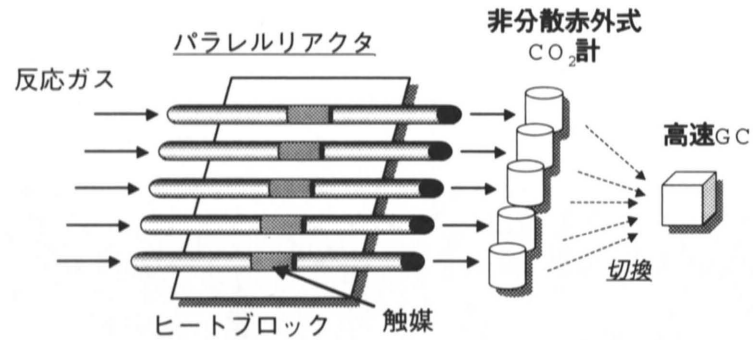 非分散赤外式
CO₂計
パラレルリアクタ
反応ガス
高速GC
切換
ヒートブロック
触媒